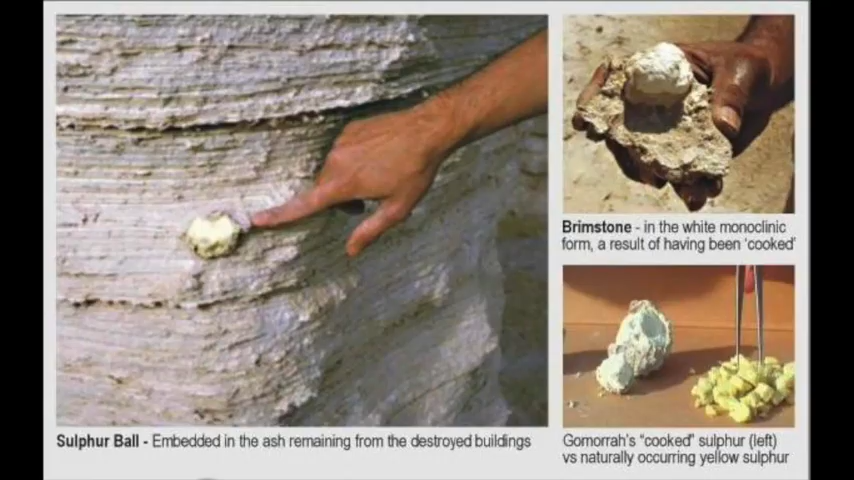 Brimstone - in the white monoclinic
form, a result of having been 'cooked'
Sulphur Ball - Embedded in the ash remaining from the destroyed buildings
Gomorrah's "cooked" sulphur (left)
vs naturally occurring yellow sulphur